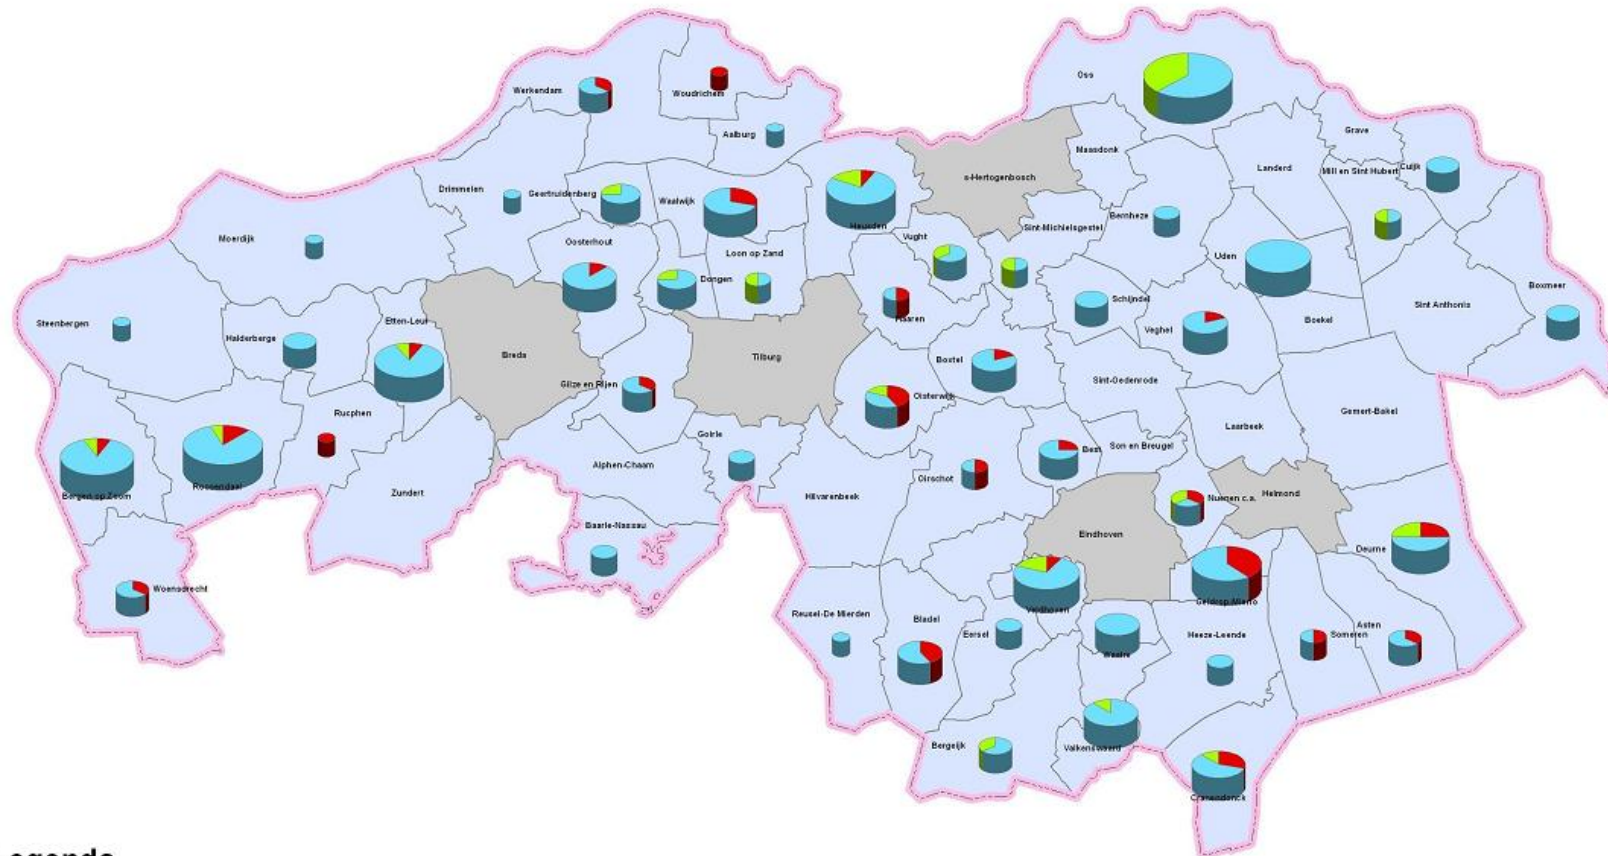 Oss
Werkendam
Woudrichem
Aalburg
Grave
Maasdonk
Landerd
Mill en Sint Hubert
Cuijk
s-Hertogenbosch
Drimmelen
Geertruidenberg
Waalwijk
Heusden
Bernheze
Sint-Michielsgestel
Moerdijk
Oosterhout
Loon op Zand
Vught
Uden
Dongen
Boxmeer
Schijndel
Sint Anthonis
Steenbergen
Etten-Leur
Haaren
Boekel
Veghel
Halderberge
Breda
Tilburg
Boxtel
Sint-Oedenrode
Gilze en Rijen
Oisterwijk
Gemert-Bakel
Rucphen
Laarbeek
Goirle
Son en Breugel
Best
Alphen-Chaam
Oirschot
Roosendaal
Zundert
Bergen op Zoom
Hilvarenbeek
Nuenen c.a.
Helmond
Baarle-Nassau
Eindhoven
Deurne
Woensdrecht
Geldrop-Mierlo
Veldhoven
Reusel-De Mierden
Bladel
Eersel
Heeze-Leende
Asten
Someren
Waalre
Bergeijk
Valkenswaard
Cranendonck